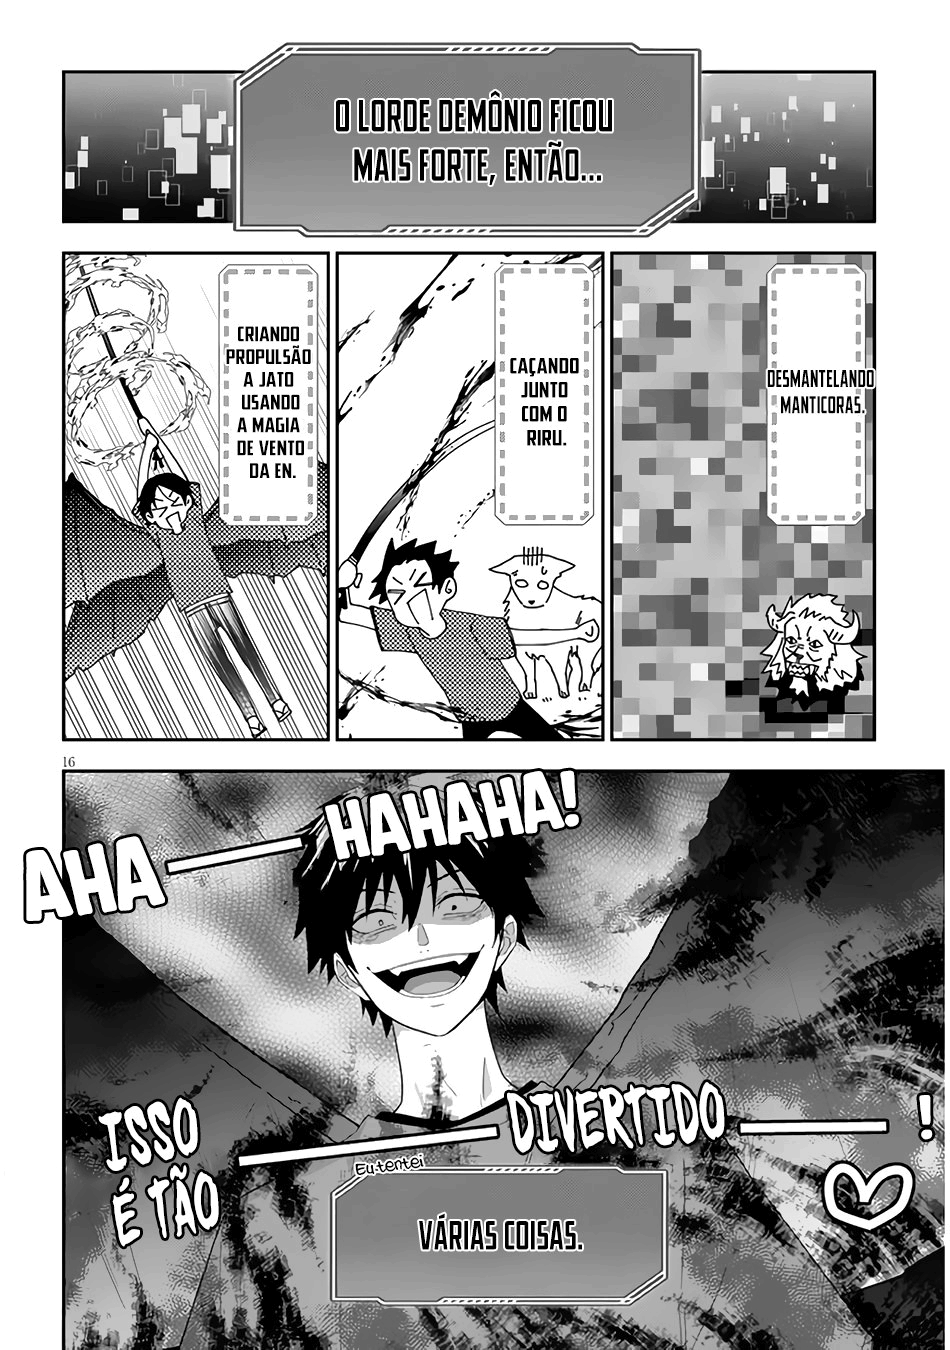 O LORDE DEMÔNIO FICOU
MAIS FORTE, ENTÃO...
DESMANTELANDO
MANTICORAS.
CAÇANDO
JUNTO
COM O
RIRU.
CRIANDO
PROPULSÃO
A JATO
USANDO
A MAGIA
DE VENTO
DA EN.
16
AHA HAHAHA!
ISSO
É TÃO
DIVERTIDO !
Eu tentei
VÁRIAS COISAS.